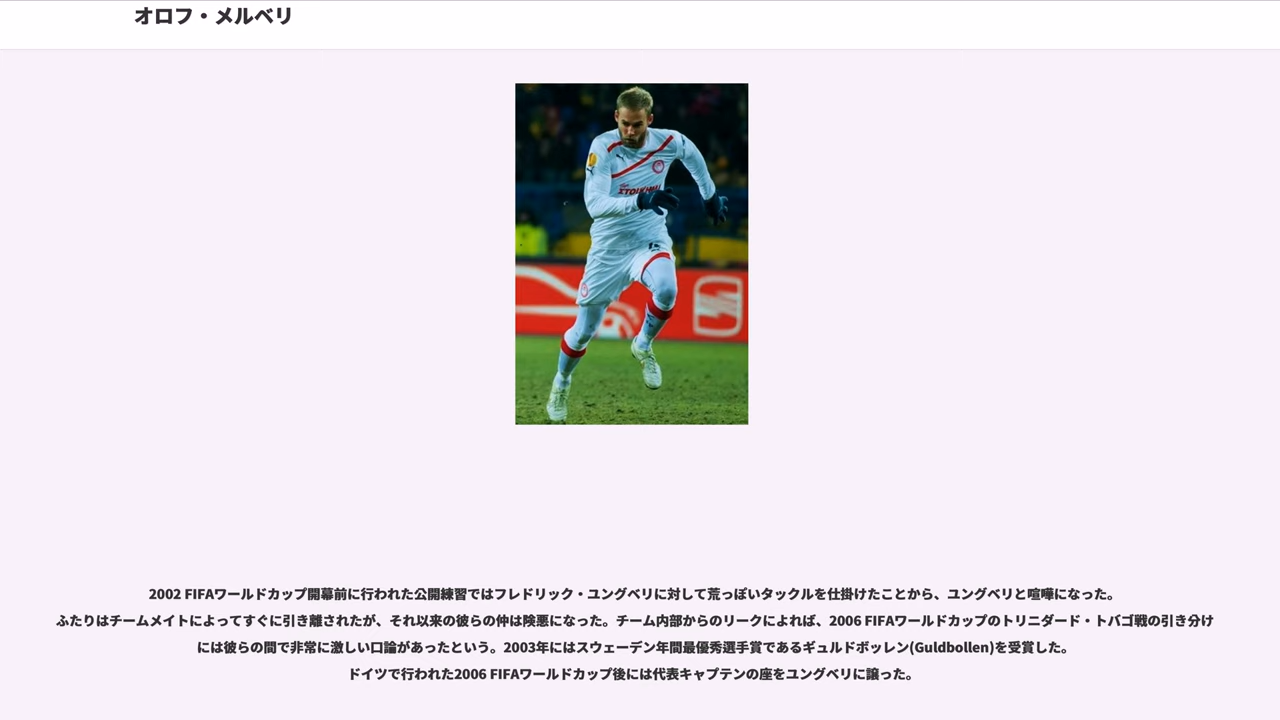 オロフ・メルベリ
2002 FIFAワールドカップ開幕前に行われた公開練習ではフレドリック・ユングベリに対して荒っぽいタックルを仕掛けたことから、ユングベリと喧嘩になった。
ふたりはチームメイトによってすぐに引き離されたが、それ以来の彼らの仲は険悪になった。チーム内部からのリークによれば、2006 FIFAワールドカップのトリニダード・トバゴ戦の引き分け
には彼らの間で非常に激しい口論があったという。2003年にはスウェーデン年間最優秀選手賞であるギュルドボッレン(Guldbollen)を受賞した。
ドイツで行われた2006 FIFAワールドカップ後には代表キャプテンの座をユングベリに譲った。